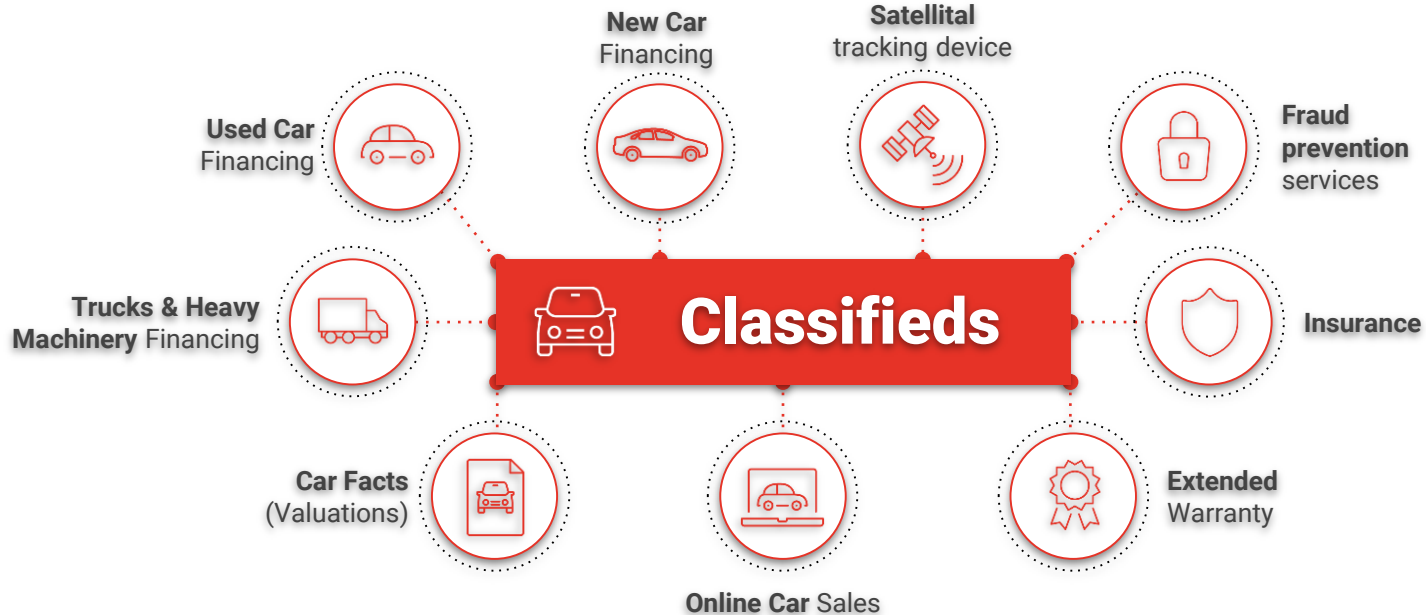 New Car
Financing
Satellital
tracking device
Used Car
Financing
Fraud
prevention
services
Trucks & Heavy
Machinery Financing
Classifieds
Insurance
Car Facts
(Valuations)
Extended
Warranty
Online Car Sales